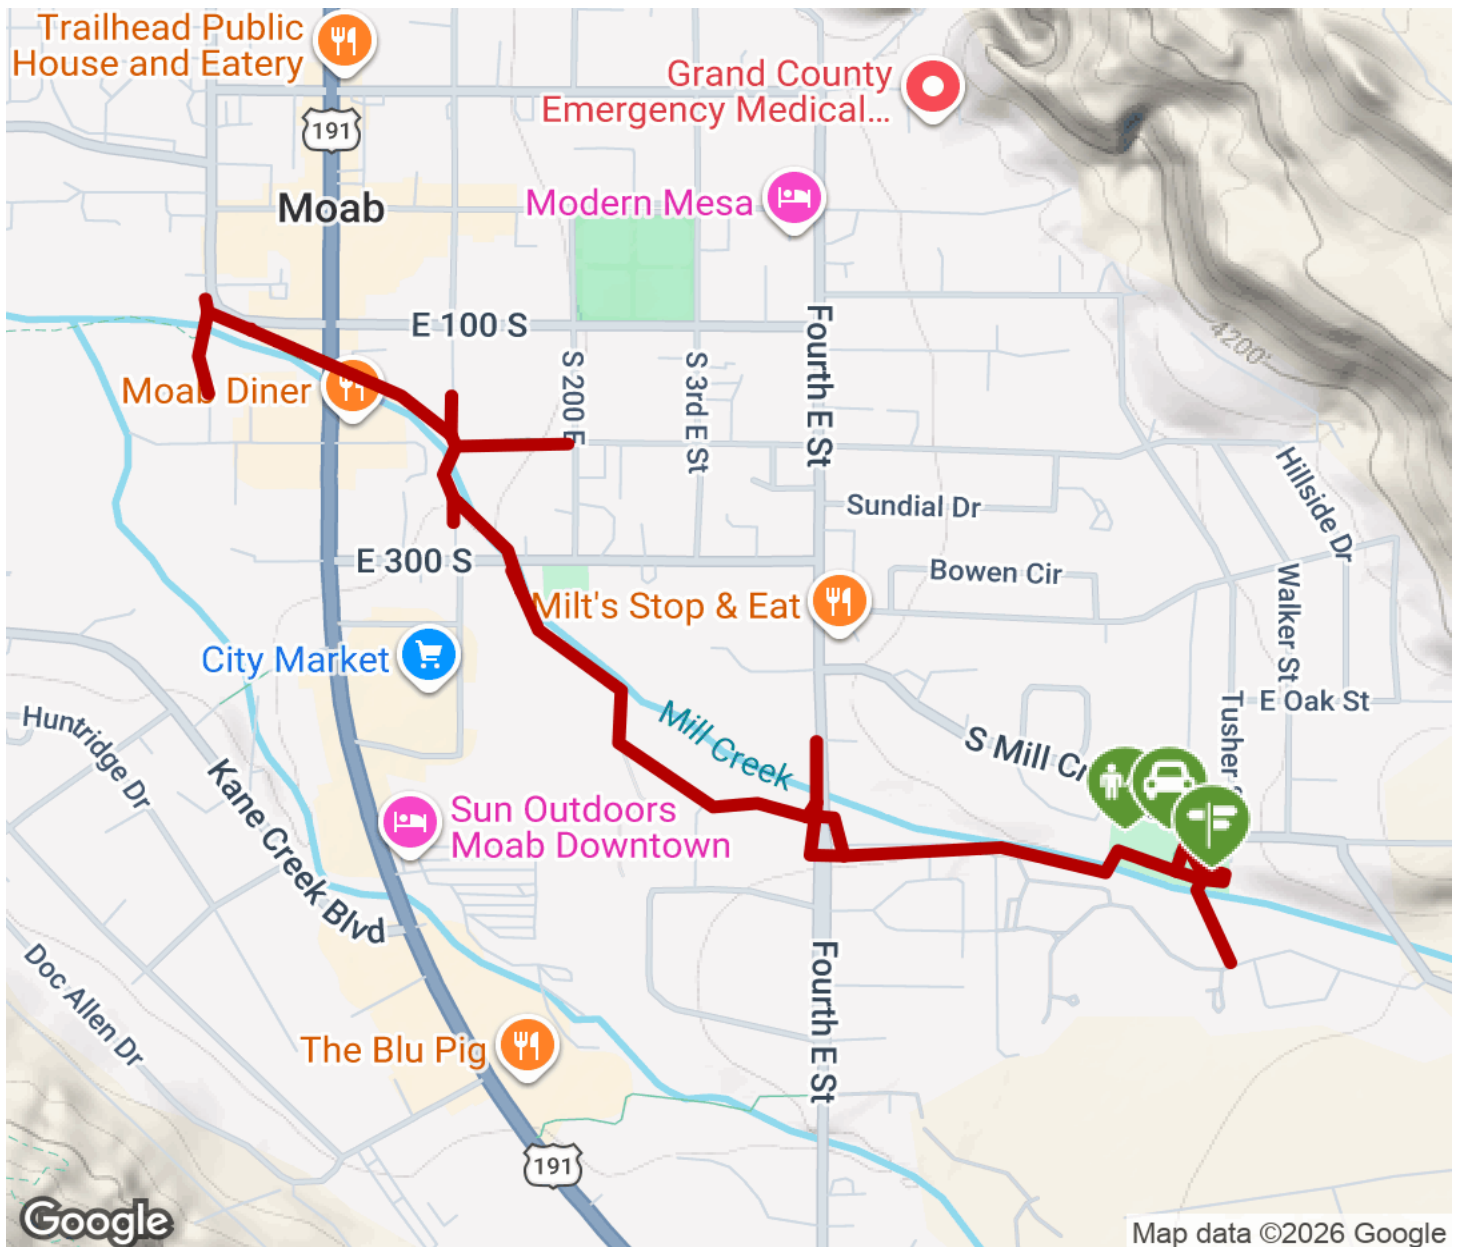 Trailhead Public
House and Eatery
Grand County
Emergency Medical...
191
Modern Mesa
Moab
E 100 S
4200'
Fourth E St
S 200 E
S 3rd E St
Moab Diner
Hillside Dr
Sundial Dr
E 300 S
Bowen Cir
Walker St
Milt's Stop & Eat
City Market
E Oak St
Tusher
Huntridge Dr
Mill Creek
S Mill Cr
Kane Creek Blvd
Sun Outdoors
Moab Downtown
Doc Allen Dr
Fourth E St
The Blu Pig
191
Google
Map data ©2026 Google